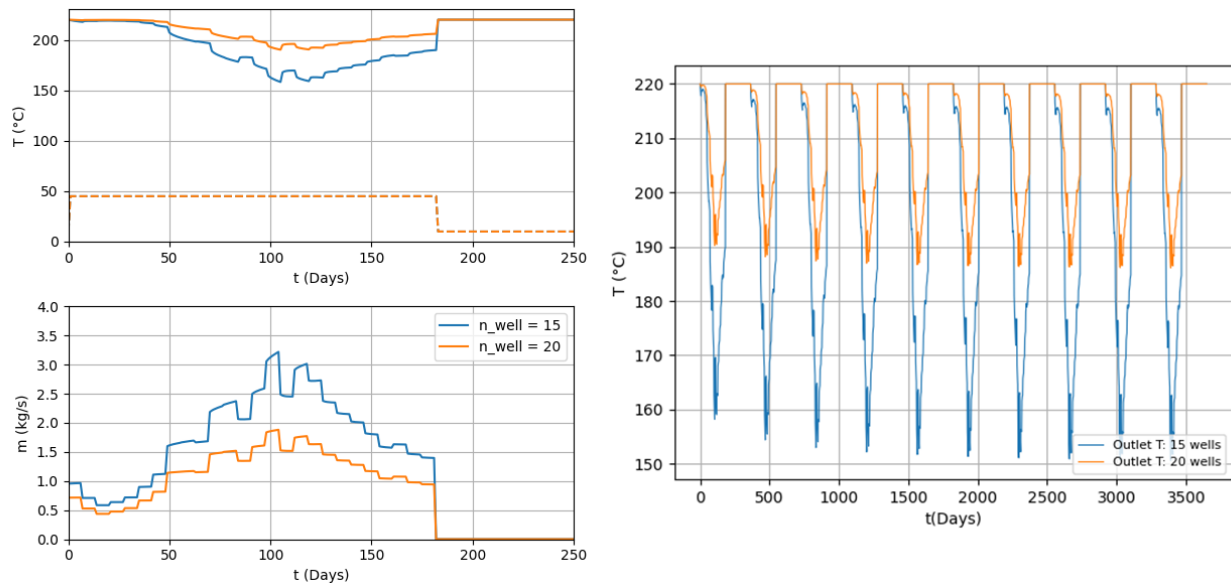 T (°C)
200
150
100
50
0
0 50 100 150 200 250
t (Days)
m (kg/s)
4.0
3.5
3.0
2.5
2.0
1.5
1.0
0.5
0.0
n_well = 15
n_well = 20
0 50 100 150 200 250
t (Days)
T (°C)
220
210
200
190
180
170
160
150
Outlet T: 15 wells
Outlet T: 20 wells
0 500 1000 1500 2000 2500 3000 3500
t(Days)